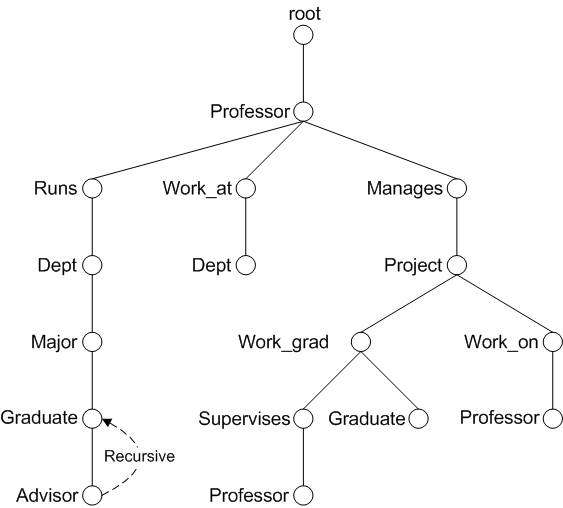 root
Professor
Runs
Work_at
Manages
Dept
Dept
Project
Major
Work_grad
Work_on
Graduate
Supervises
Graduate
Professor
Recursive
Advisor
Professor